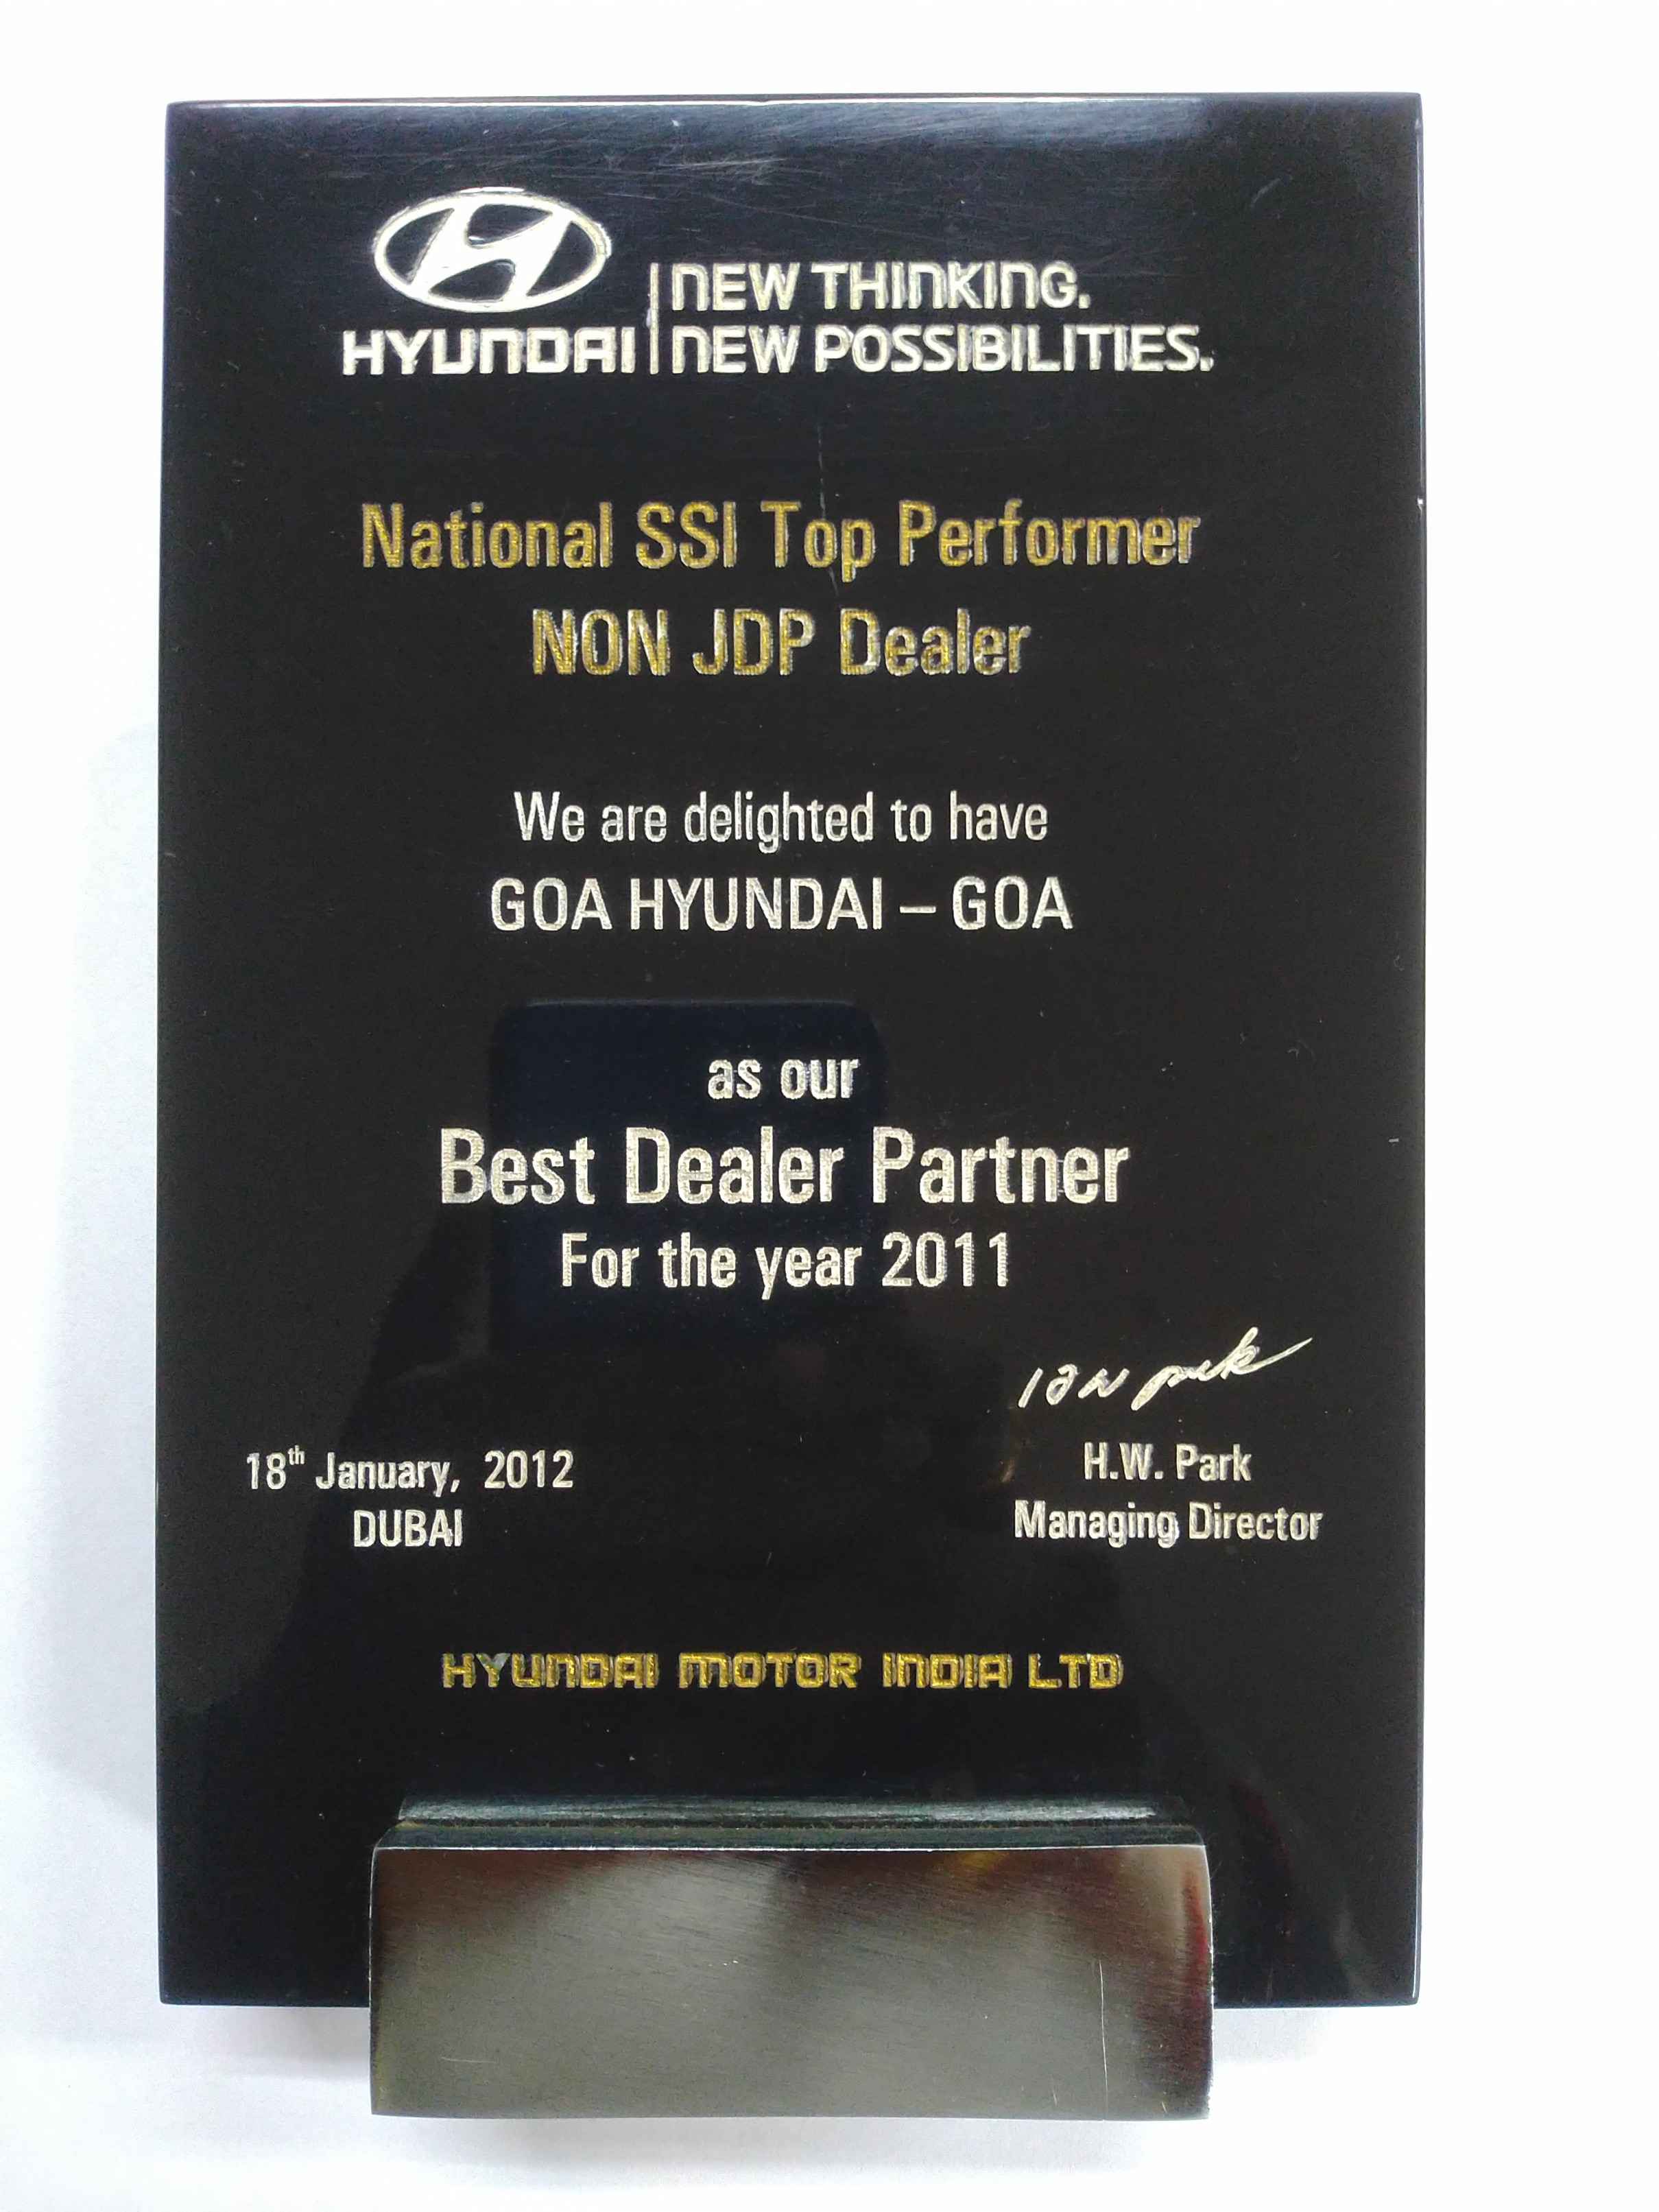 NEW THINKING.
HYUNDAI NEW POSSIBILITIES.
National SSI Top Performer
NON JDP Dealer
We are delighted to have
GOA HYUNDAI – GOA
as our
Best Dealer Partner
For the year 2011
18th January, 2012
DUBAI
H.W. Park
Managing Director
HYUNDAI MOTOR INDIA LTD